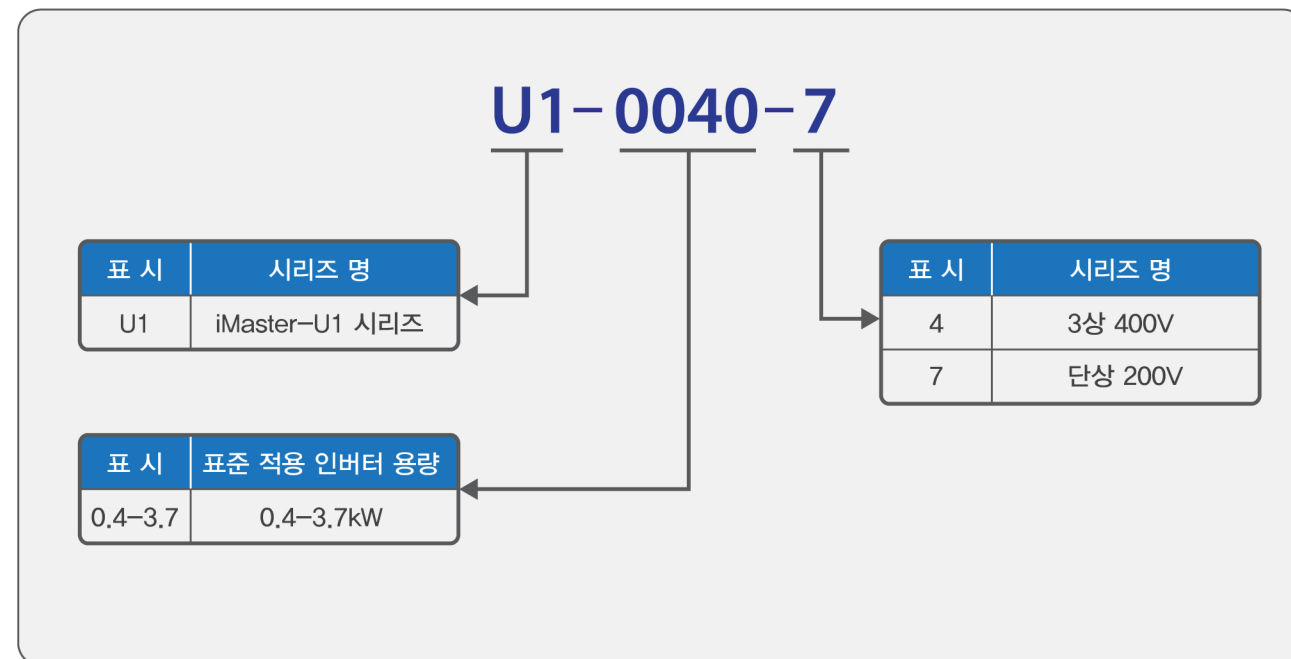 U1-0040-7
표 시 시리즈 명
U1 iMaster-U1 시리즈
표 시 시리즈 명
4 3상 400V
7 단상 200V
표 시 표준 적용 인버터 용량
0.4-3.7 0.4-3.7kW